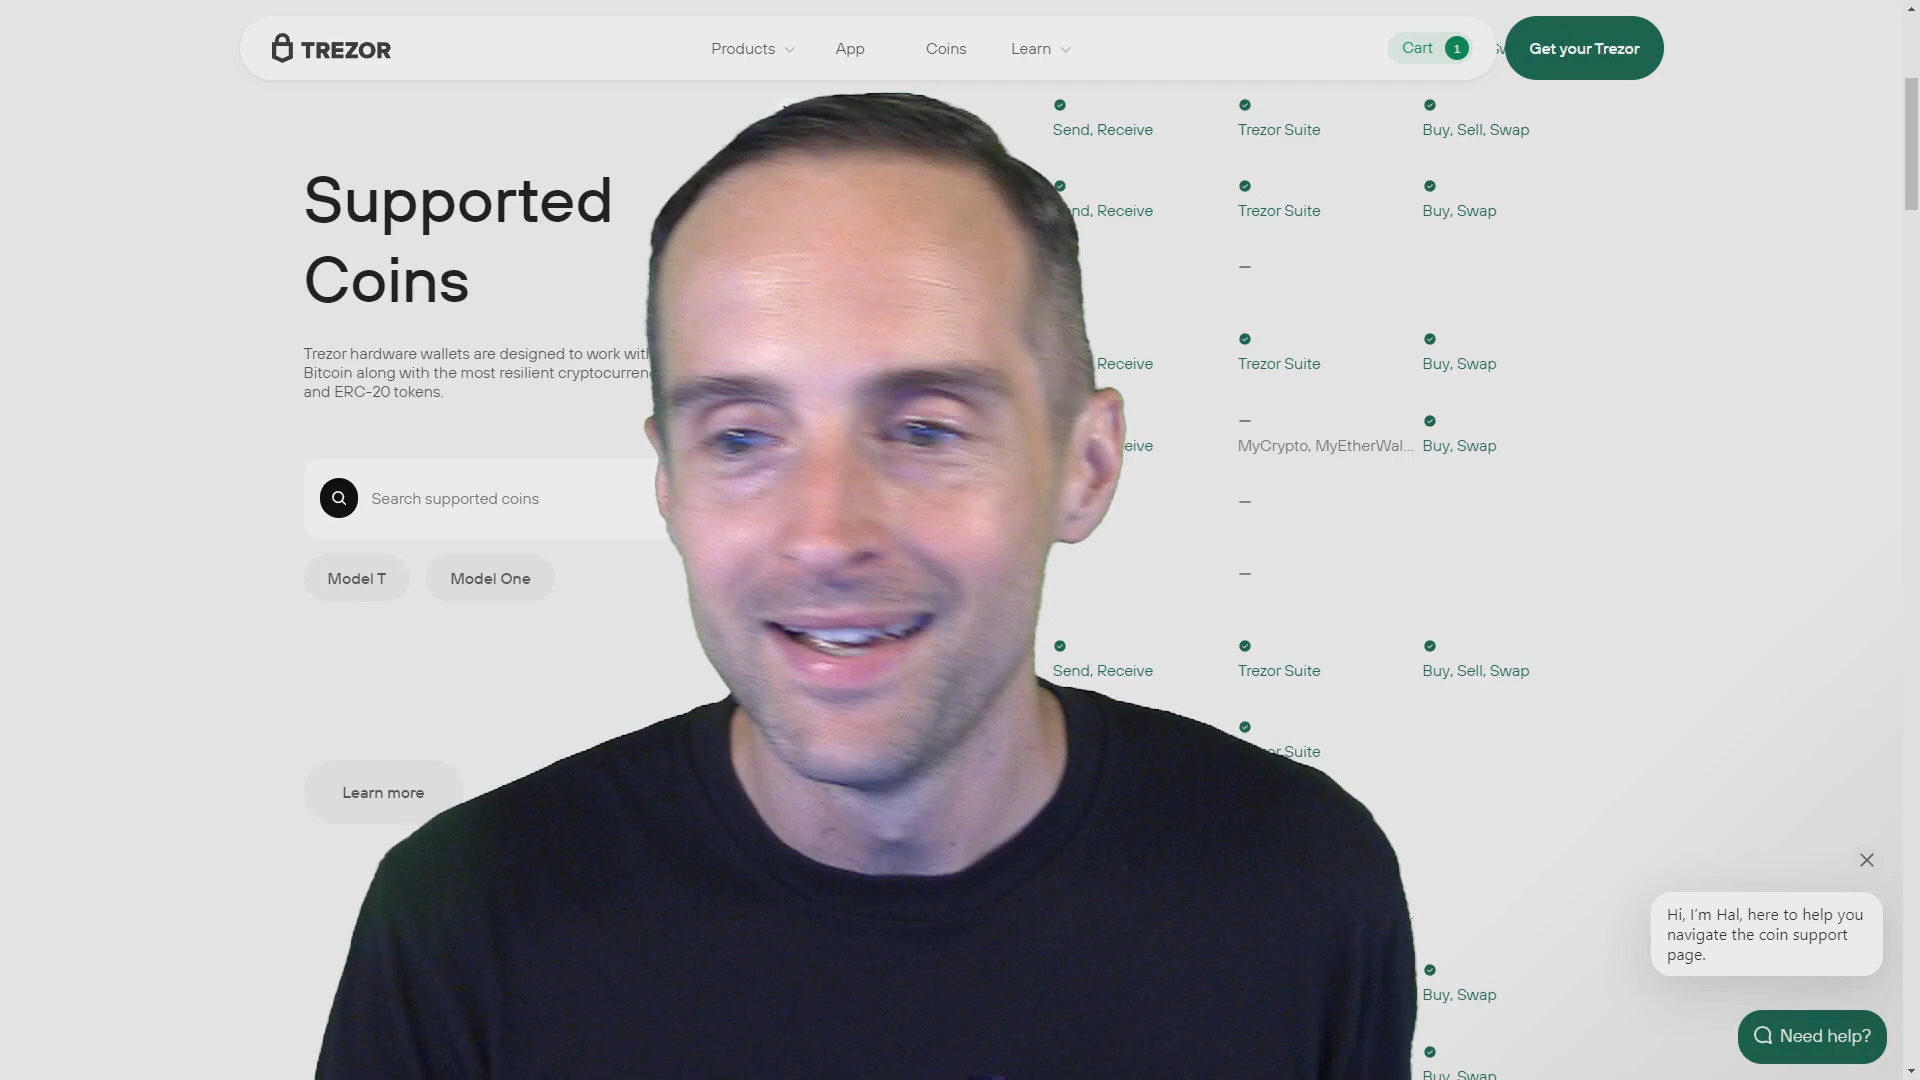 TREZOR
Products
App
Coins
Learn
Cart
1
Get your Trezor
Supported
Coins
Trezor hardware wallets are designed to work
Bitcoin along with the most resilient
and ERC-20 tokens.
Search supported coins
Model T
Model One
Learn more
Send, Receive
Trezor Suite
Buy, Sell, Swap
Receive
Trezor Suite
Buy, Swap
–
Receive
Trezor Suite
Buy, Swap
–
MyCrypto, MyEtherWal...
Buy, Swap
–
–
Send, Receive
Trezor Suite
Buy, Sell, Swap
Suite
Buy, Swap
Buy, Swap
Hi, I'm Hal, here to help you
navigate the coin support
page.
Need help?